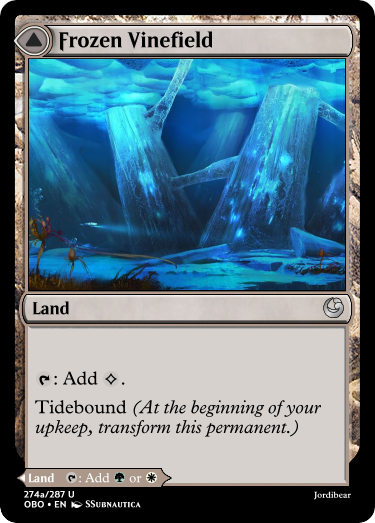 Frozen Vinefield
Land
: Add .
Tidebound (At the beginning of your
upkeep, transform this permanent.)
Land : Add or
274a/287 U
OBO • EN SSUBNAUTICA
Jordibear